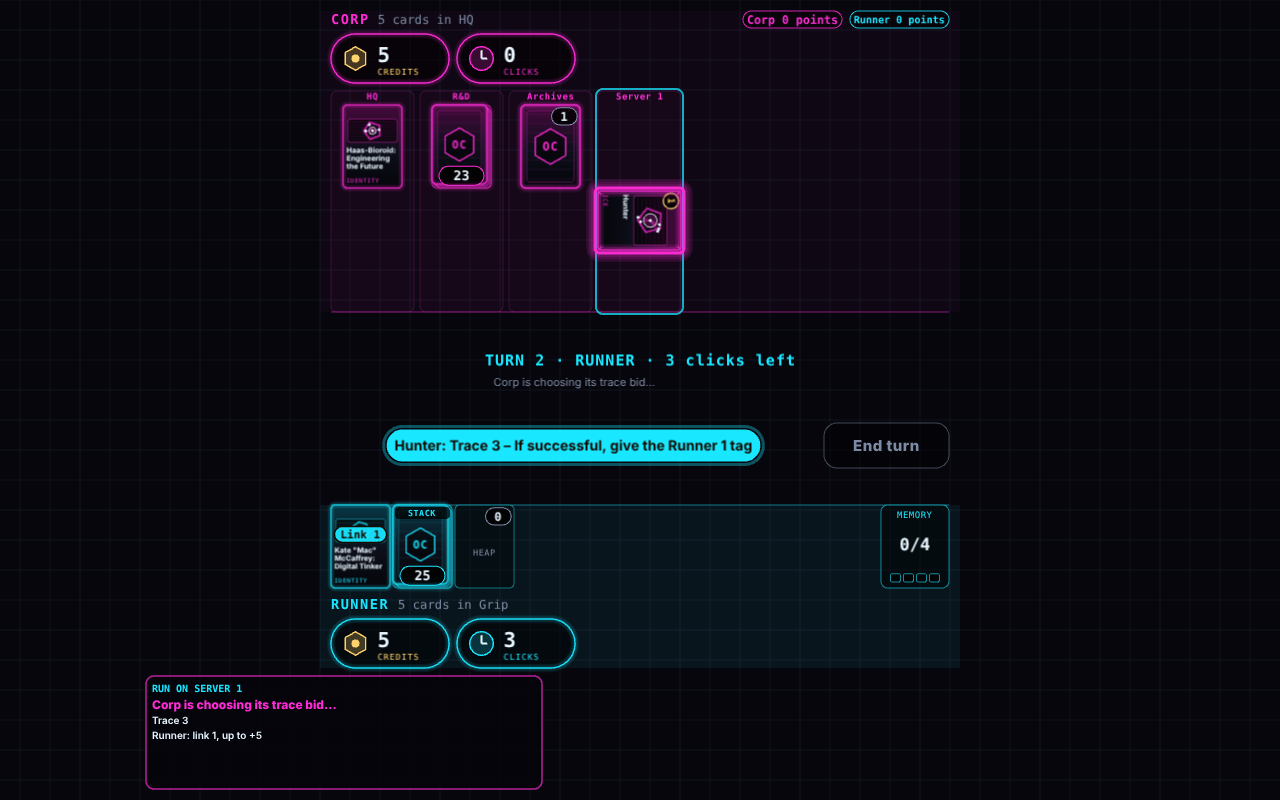 CORP 5 cards in HQ
Corp 0 points
Runner 0 points
5
CREDITS
0
CLICKS
HQ
R&D
Archives
Server 1
Haas-Bioroid:
Engineering
the Future
IDENTITY
OC
23
1
OC
Hunter
ICE
TURN 2 · RUNNER · 3 clicks left
Corp is choosing its trace bid...
Hunter: Trace 3 – If successful, give the Runner 1 tag
End turn
Link 1
Kate "Mac"
McCaffrey:
Digital Tinker
IDENTITY
STACK
OC
25
0
HEAP
MEMORY
0/4
RUNNER 5 cards in Grip
5
CREDITS
3
CLICKS
RUN ON SERVER 1
Corp is choosing its trace bid...
Trace 3
Runner: link 1, up to +5